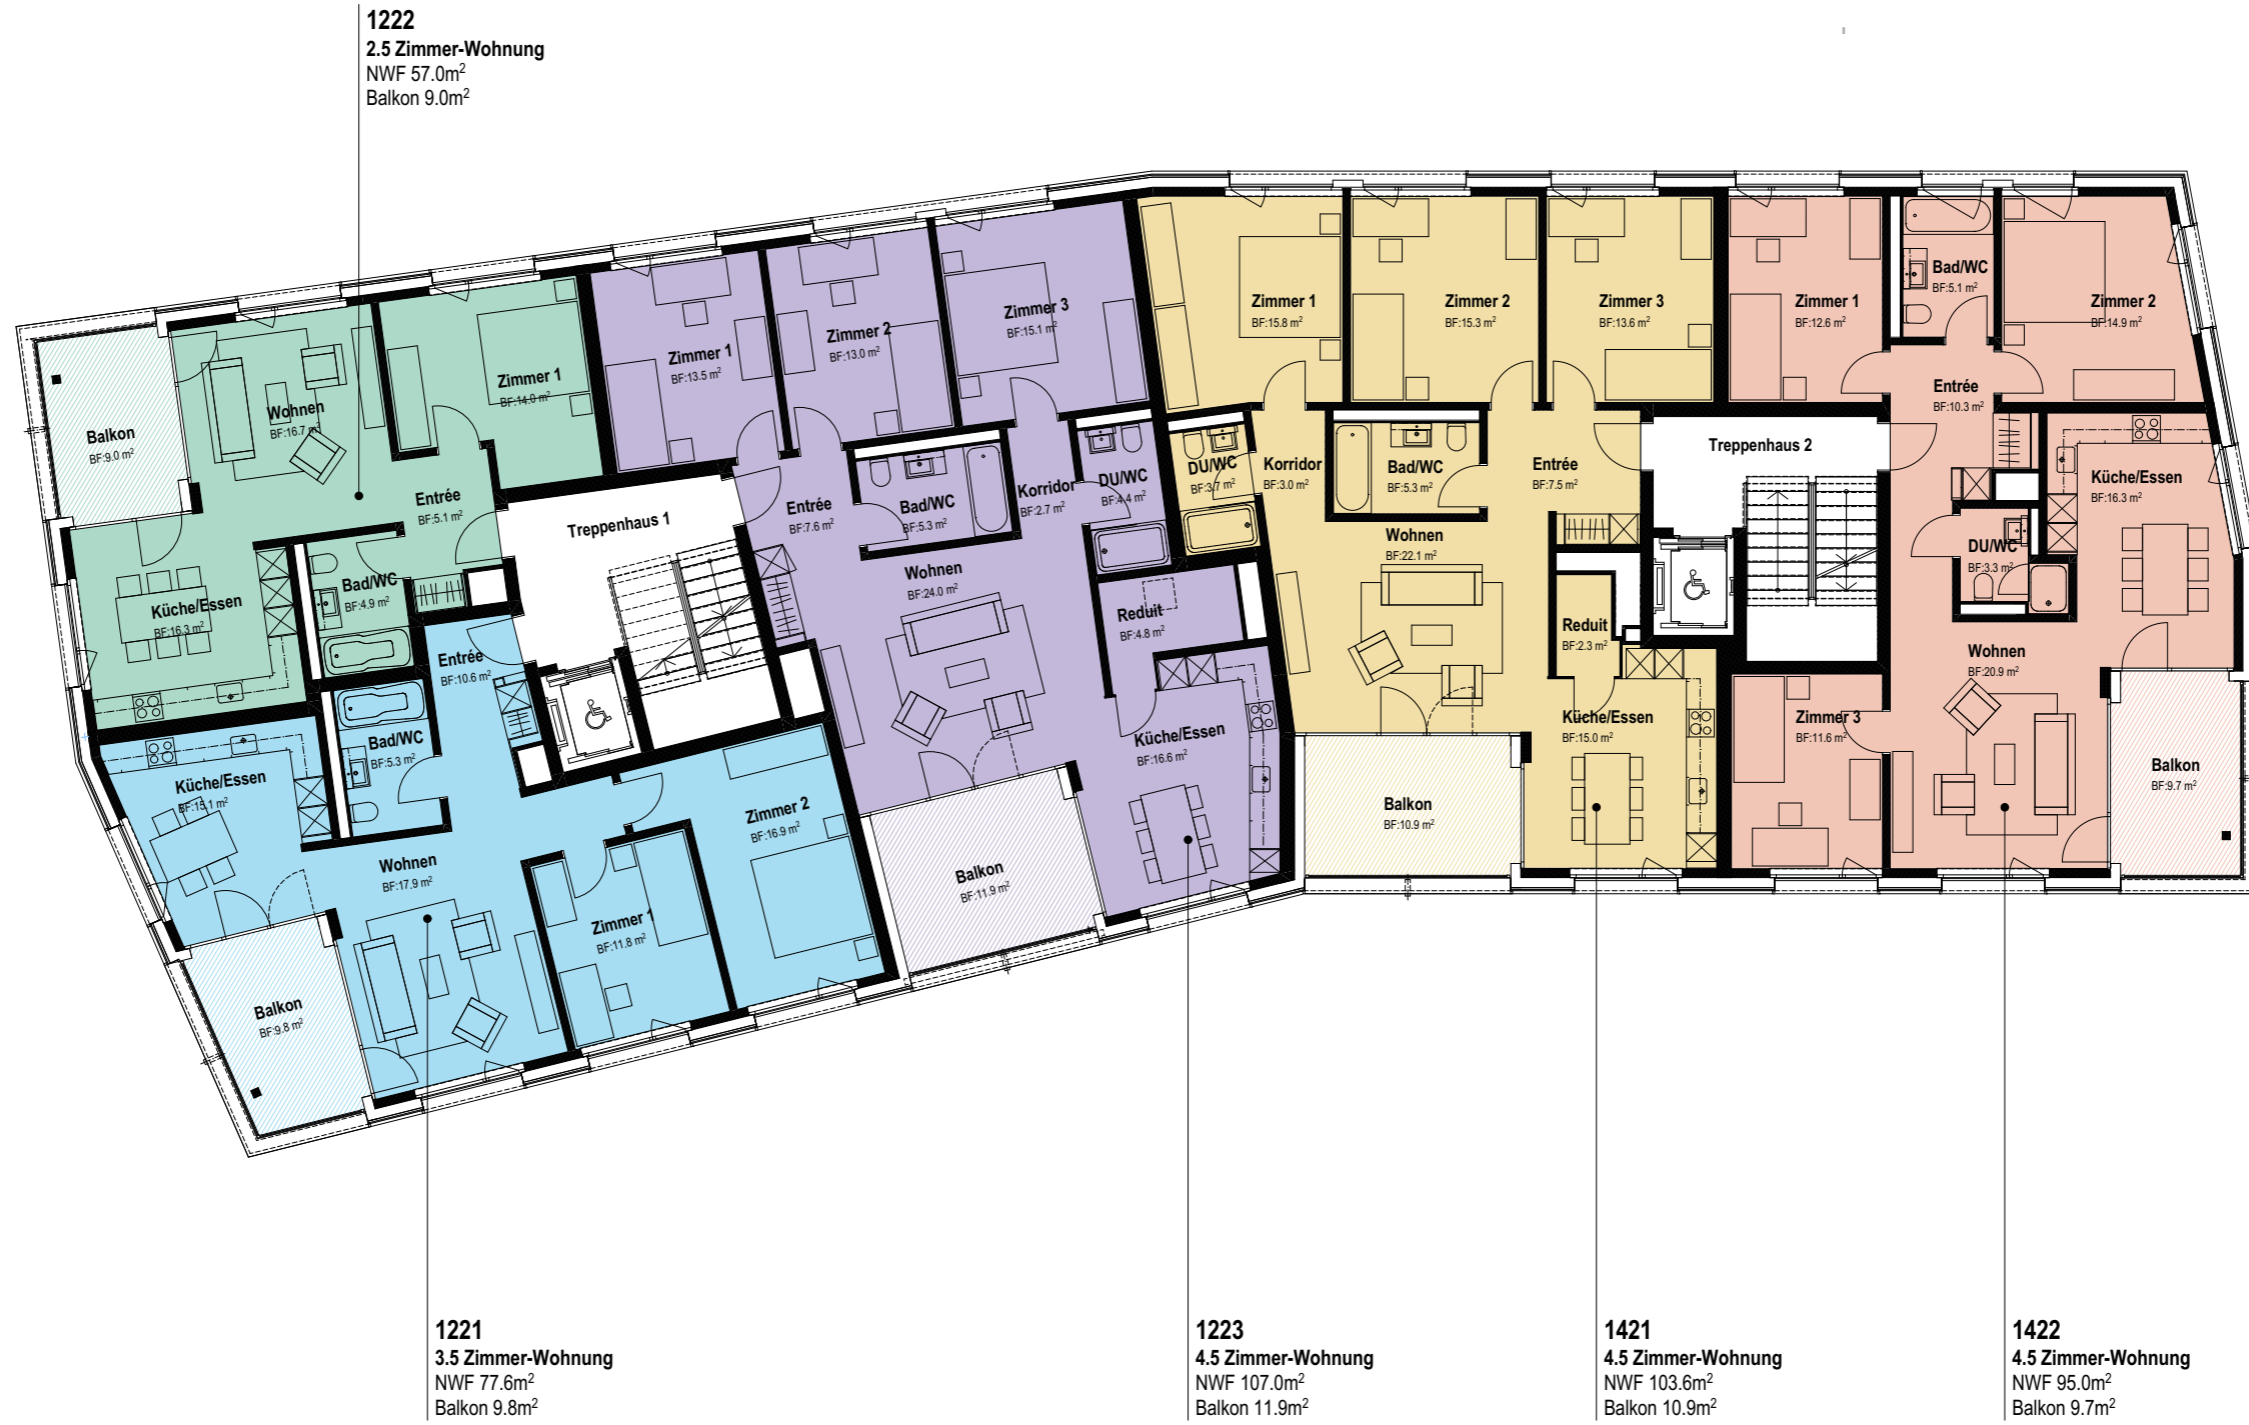 1222
2.5 Zimmer-Wohnung
NWF 57.0m²
Balkon 9.0m²
Balkon
BF:9.0 m²
Wohnen
BF:16.7 m²
Zimmer 1
BF:14.0 m²
Entrée
BF:5.1 m²
Bad/WC
BF:4.9 m²
Küche/Essen
BF:16.3 m²
Treppenhaus 1
Entrée
BF:10.6 m²
Bad/WC
BF:5.3 m²
Küche/Essen
BF:15.1 m²
Wohnen
BF:17.9 m²
Zimmer 2
BF:16.9 m²
Zimmer 1
BF:11.8 m²
Balkon
BF:9.8 m²
Zimmer 1
BF:13.5 m²
Zimmer 2
BF:13.0 m²
Zimmer 3
BF:15.1 m²
Entrée
BF:7.6 m²
Bad/WC
BF:5.3 m²
Korridor
BF:2.7 m²
DU/WC
BF:4.4 m²
Wohnen
BF:24.0 m²
Reduit
BF:4.8 m²
Küche/Essen
BF:16.6 m²
Balkon
BF:11.9 m²
Zimmer 1
BF:15.8 m²
Zimmer 2
BF:15.3 m²
Zimmer 3
BF:13.6 m²
DU/WC
BF:3.7 m²
Korridor
BF:3.0 m²
Bad/WC
BF:5.3 m²
Entrée
BF:7.5 m²
Wohnen
BF:22.1 m²
Reduit
BF:2.3 m²
Küche/Essen
BF:15.0 m²
Balkon
BF:10.9 m²
Treppenhaus 2
Zimmer 1
BF:12.6 m²
Bad/WC
BF:5.1 m²
Zimmer 2
BF:14.9 m²
Entrée
BF:10.3 m²
Küche/Essen
BF:16.3 m²
DU/WC
BF:3.3 m²
Wohnen
BF:20.9 m²
Zimmer 3
BF:11.6 m²
Balkon
BF:9.7 m²
1221
3.5 Zimmer-Wohnung
NWF 77.6m²
Balkon 9.8m²
1223
4.5 Zimmer-Wohnung
NWF 107.0m²
Balkon 11.9m²
1421
4.5 Zimmer-Wohnung
NWF 103.6m²
Balkon 10.9m²
1422
4.5 Zimmer-Wohnung
NWF 95.0m²
Balkon 9.7m²